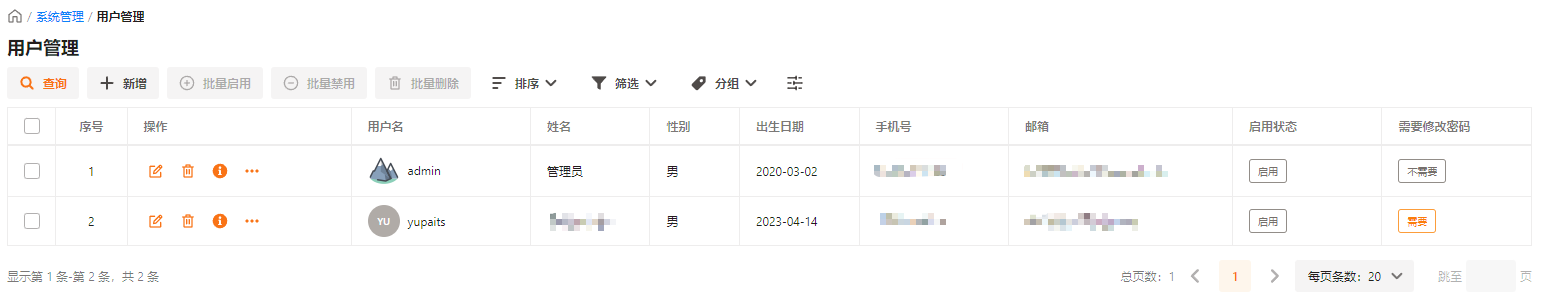 / 系统管理 / 用户管理
用户管理
查询 新增 批量启用 批量禁用 批量删除 排序 筛选 分组
序号 操作 用户名 姓名 性别 出生日期 手机号 邮箱 启用状态 需要修改密码
1 admin 管理员 男 2020-03-02 启用 不需要
2 YU yupaits 男 2023-04-14 启用 需要
显示第 1 条-第 2 条，共 2 条 总页数：1 1 每页条数：20 跳至 页